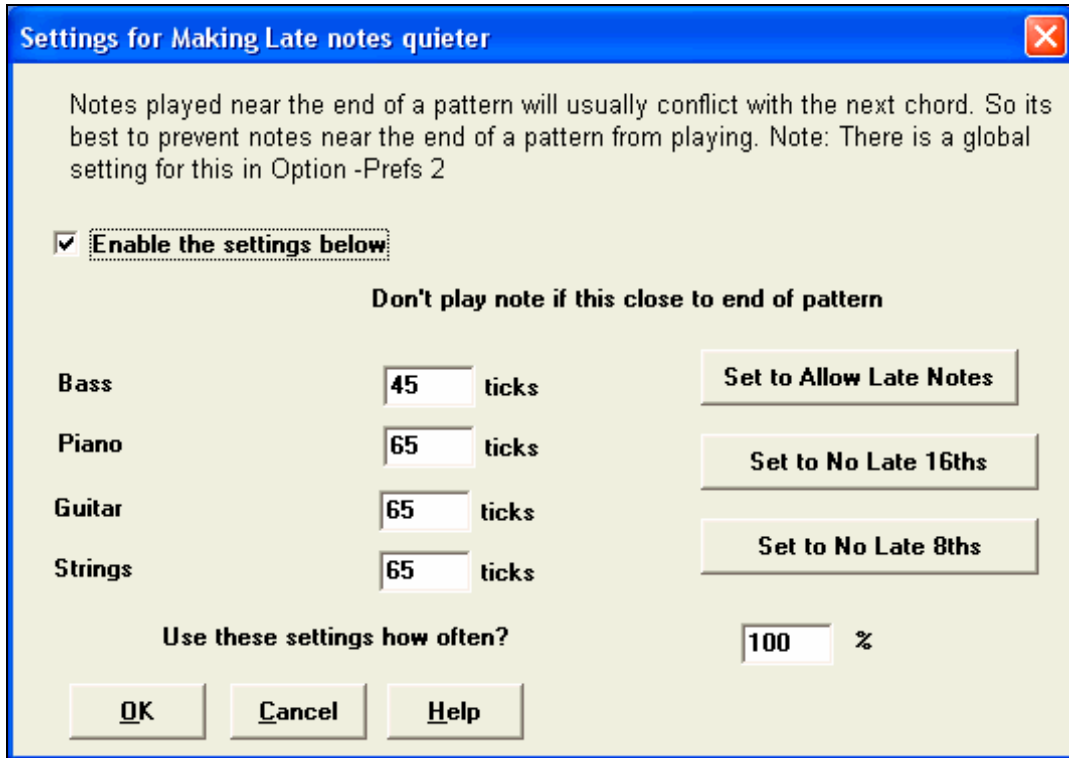 Settings for Making Late notes quieter
Notes played near the end of a pattern will usually conflict with the next chord. So its
best to prevent notes near the end of a pattern from playing. Note: There is a global
setting for this in Option -Prefs 2
Enable the settings below
Don't play note if this close to end of pattern
Bass 45 ticks Set to Allow Late Notes
Piano 65 ticks Set to No Late 16ths
Guitar 65 ticks
Set to No Late 8ths
Strings 65 ticks
Use these settings how often? 100 %
OK Cancel Help